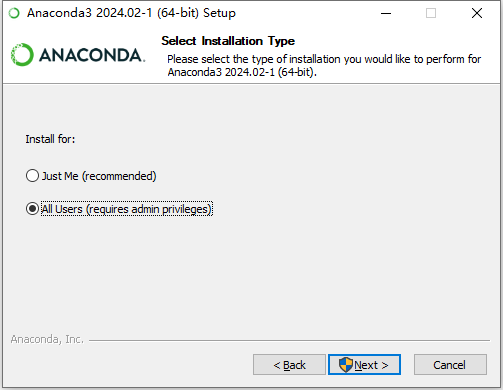 Anaconda3 2024.02-1 (64-bit) Setup
ANACONDA.
Select Installation Type
Please select the type of installation you would like to perform for
Anaconda3 2024.02-1 (64-bit).
Install for:
Just Me (recommended)
All Users (requires admin privileges)
Anaconda, Inc.
< Back
Next >
Cancel